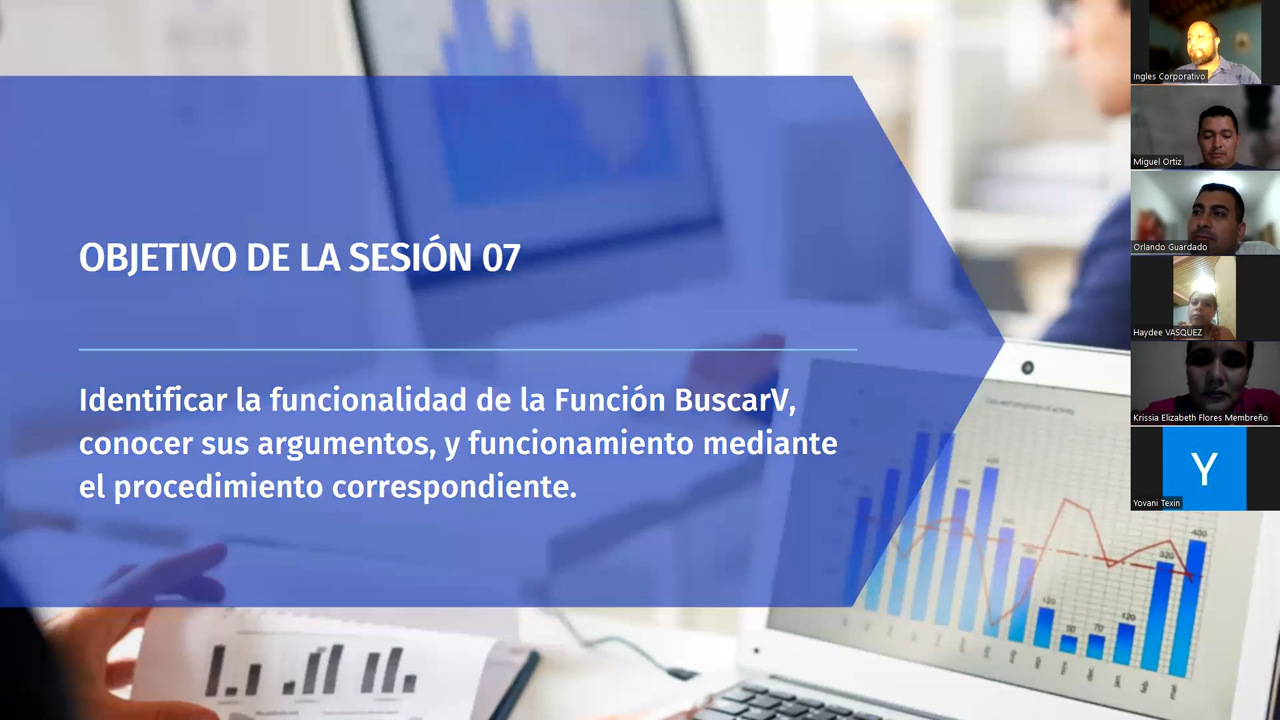 OBJETIVO DE LA SESIÓN 07
Identificar la funcionalidad de la Función BuscarV,
conocer sus argumentos, y funcionamiento mediante
el procedimiento correspondiente.
Ingles Corporativo
Miguel Ortiz
Orlando Guardado
Haydee VASQUEZ
Krissia Elizabeth Flores Membreño
Y
Yovani Texin